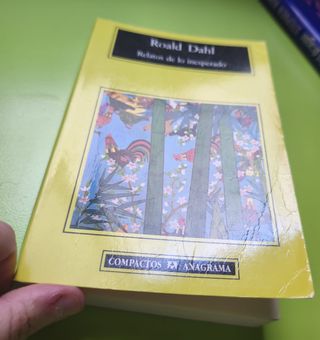 Roald Dahl
Relatos de lo inesperado
COMPACTOS ANAGRAMA